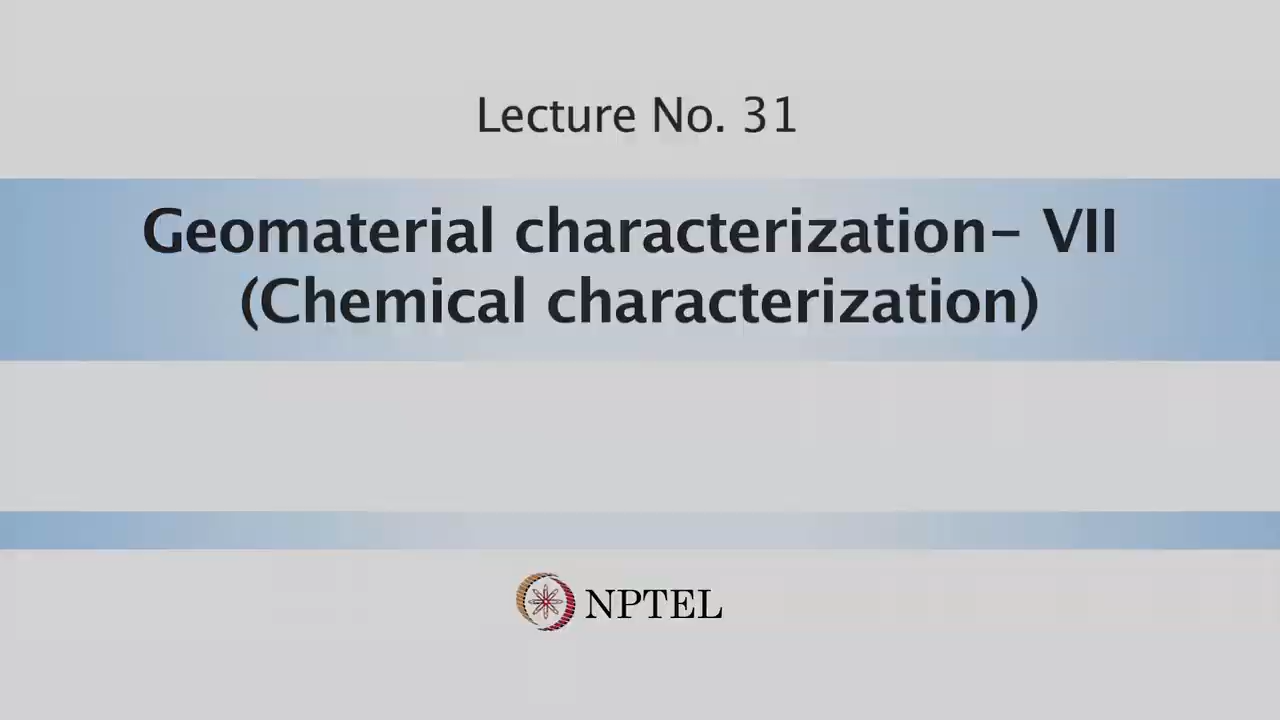 Lecture No. 31
Geomaterial characterization– VII
(Chemical characterization)
NPTEL